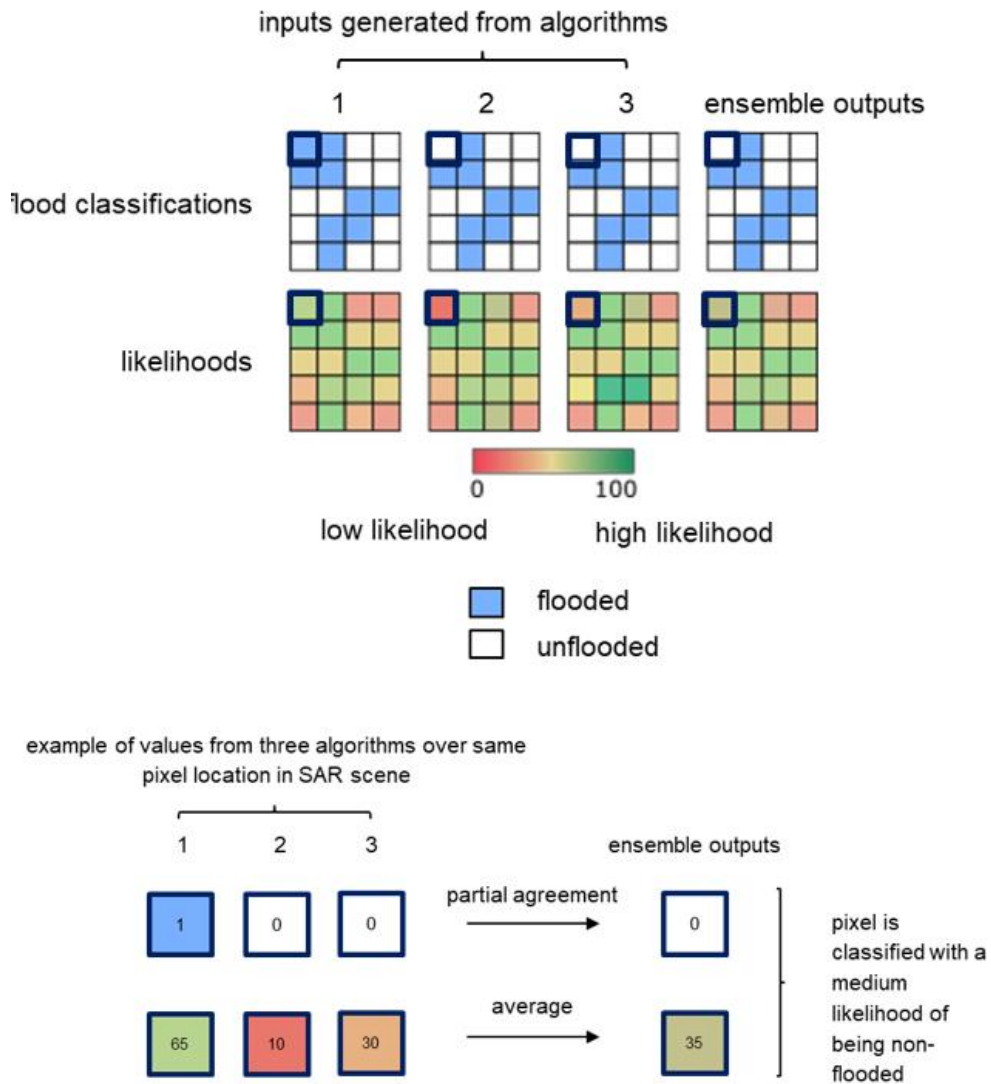 inputs generated from algorithms
1 2 3 ensemble outputs
flood classifications
likelihoods
0 100
low likelihood high likelihood
flooded
unflooded
example of values from three algorithms over same
pixel location in SAR scene
1 2 3 ensemble outputs
partial agreement
1 0 0 0
average
65 10 30 35
pixel is
classified with a
medium
likelihood of
being non-
flooded